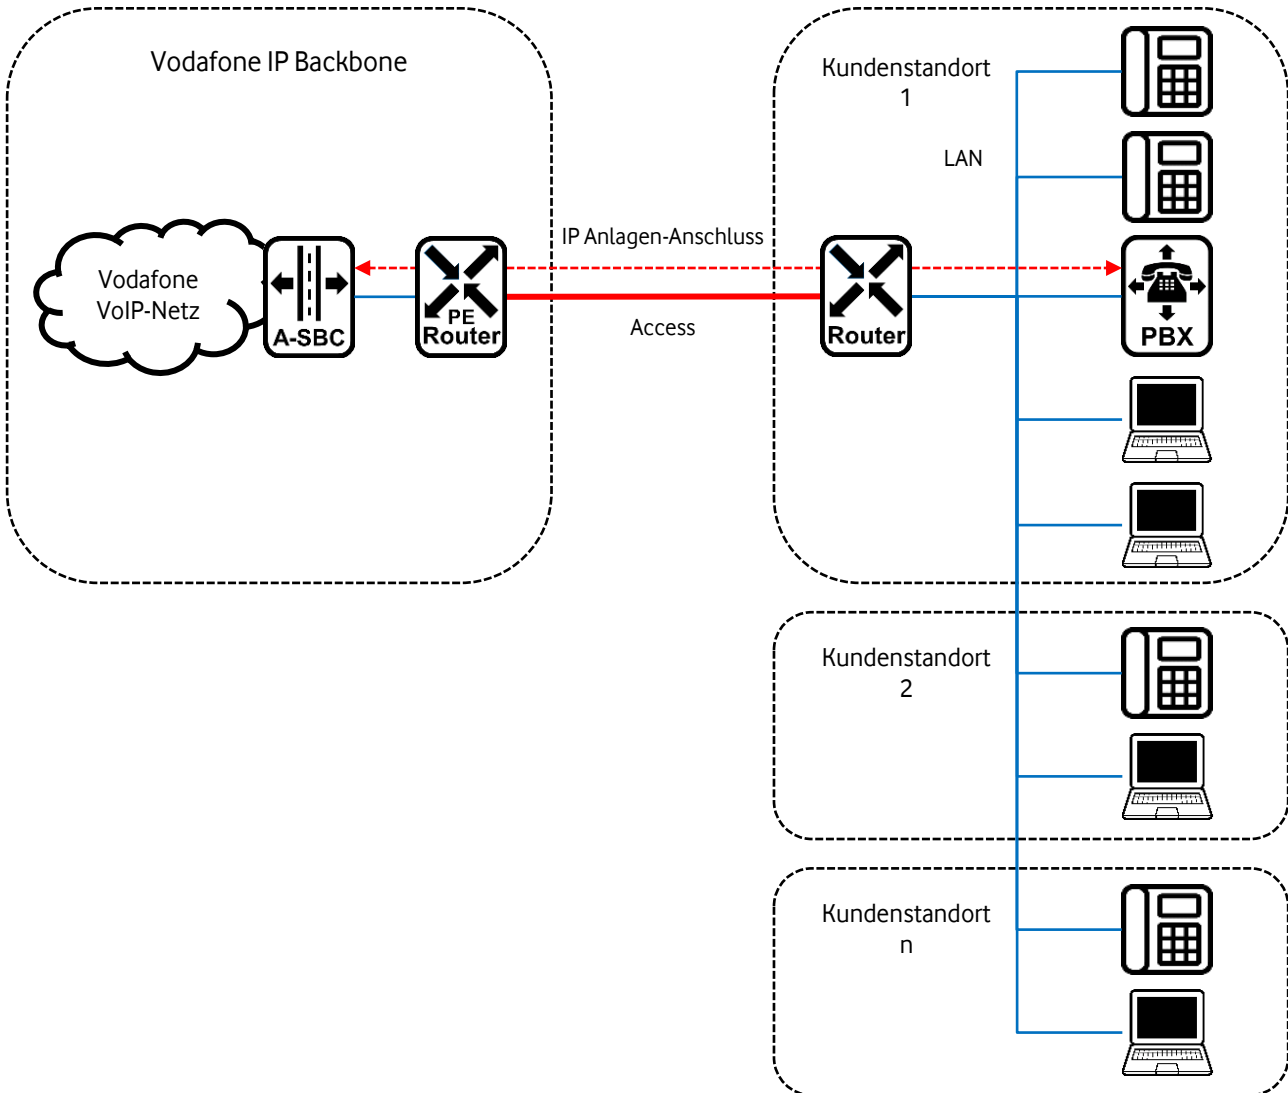 Vodafone IP Backbone
Kundenstandort
1
LAN
IP Anlagen-Anschluss
Vodafone
VoIP-Netz
A-SBC
PE
Router
Access
Router
PBX
Kundenstandort
2
Kundenstandort
n